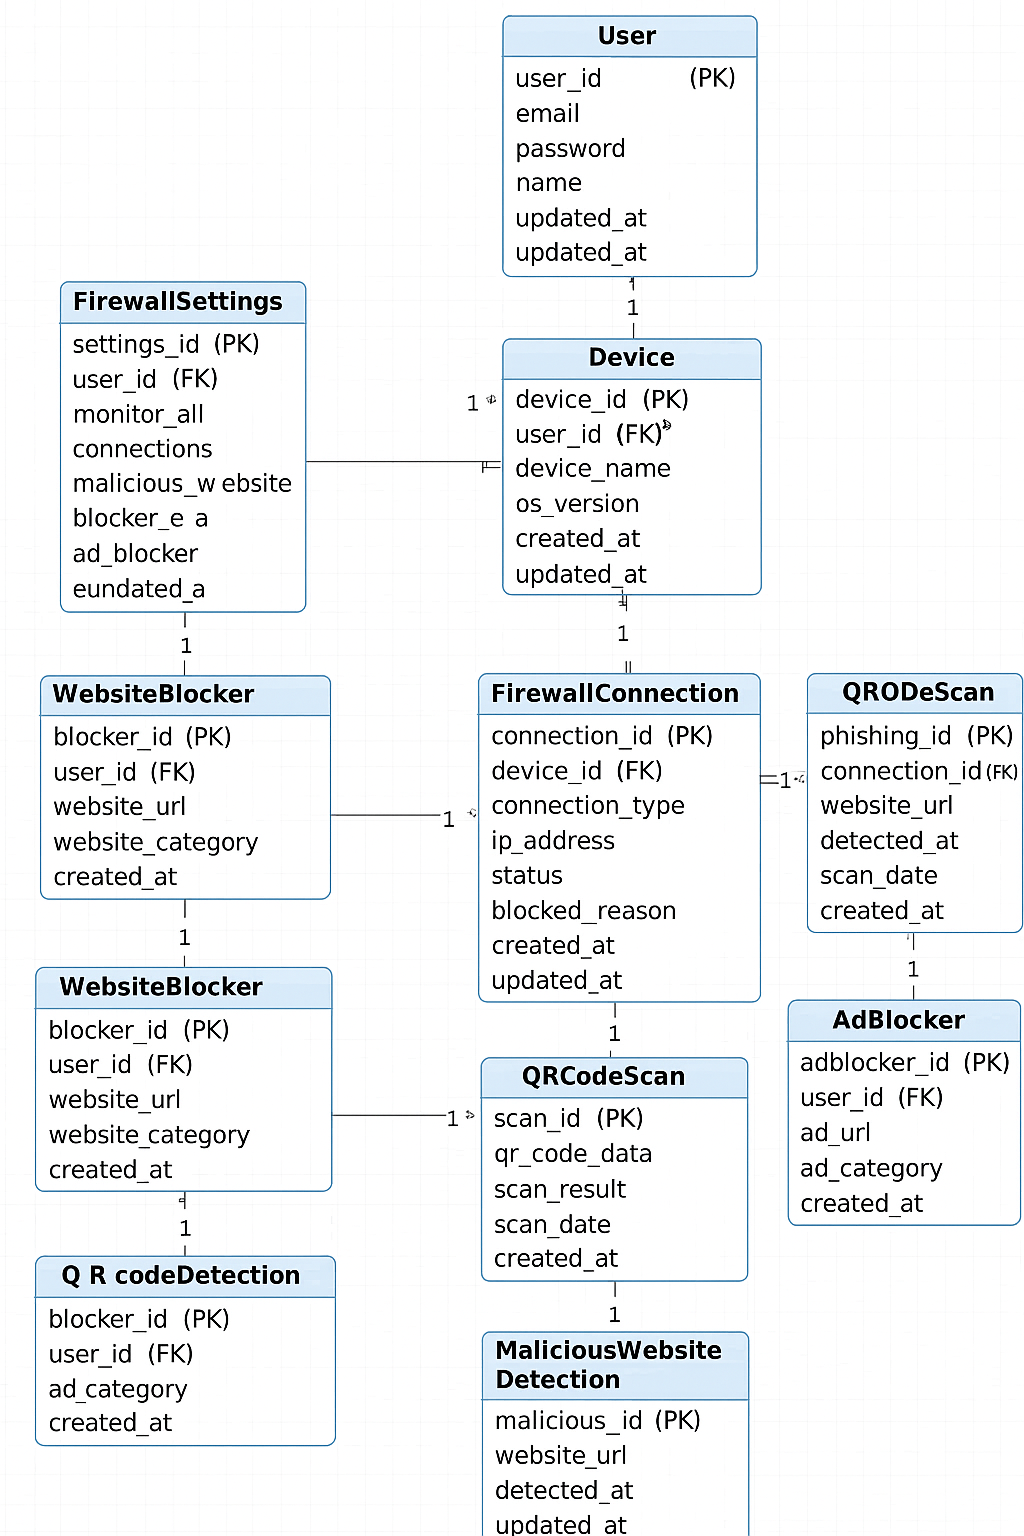 User
user_id (PK)
email
password
name
updated_at
updated_at
1
FirewallSettings
settings_id (PK)
user_id (FK)
monitor_all
connections
malicious_w ebsite
blocker_e a
ad_blocker
eundated_a
1
Device
device_id (PK)
user_id (FK)
device_name
os_version
created_at
updated_at
1
1
WebsiteBlocker
blocker_id (PK)
user_id (FK)
website_url
website_category
created_at
1
FirewallConnection
connection_id (PK)
device_id (FK)
connection_type
ip_address
status
blocked_reason
created_at
updated_at
1
QRODeScan
phishing_id (PK)
connection_id (FK)
website_url
detected_at
scan_date
created_at
1
1
WebsiteBlocker
blocker_id (PK)
user_id (FK)
website_url
website_category
created_at
1
1
QRCodeScan
scan_id (PK)
qr_code_data
scan_result
scan_date
created_at
1
AdBlocker
adblocker_id (PK)
user_id (FK)
ad_url
ad_category
created_at
1
Q R codeDetection
blocker_id (PK)
user_id (FK)
ad_category
created_at
1
MaliciousWebsite
Detection
malicious_id (PK)
website_url
detected_at
updated_at